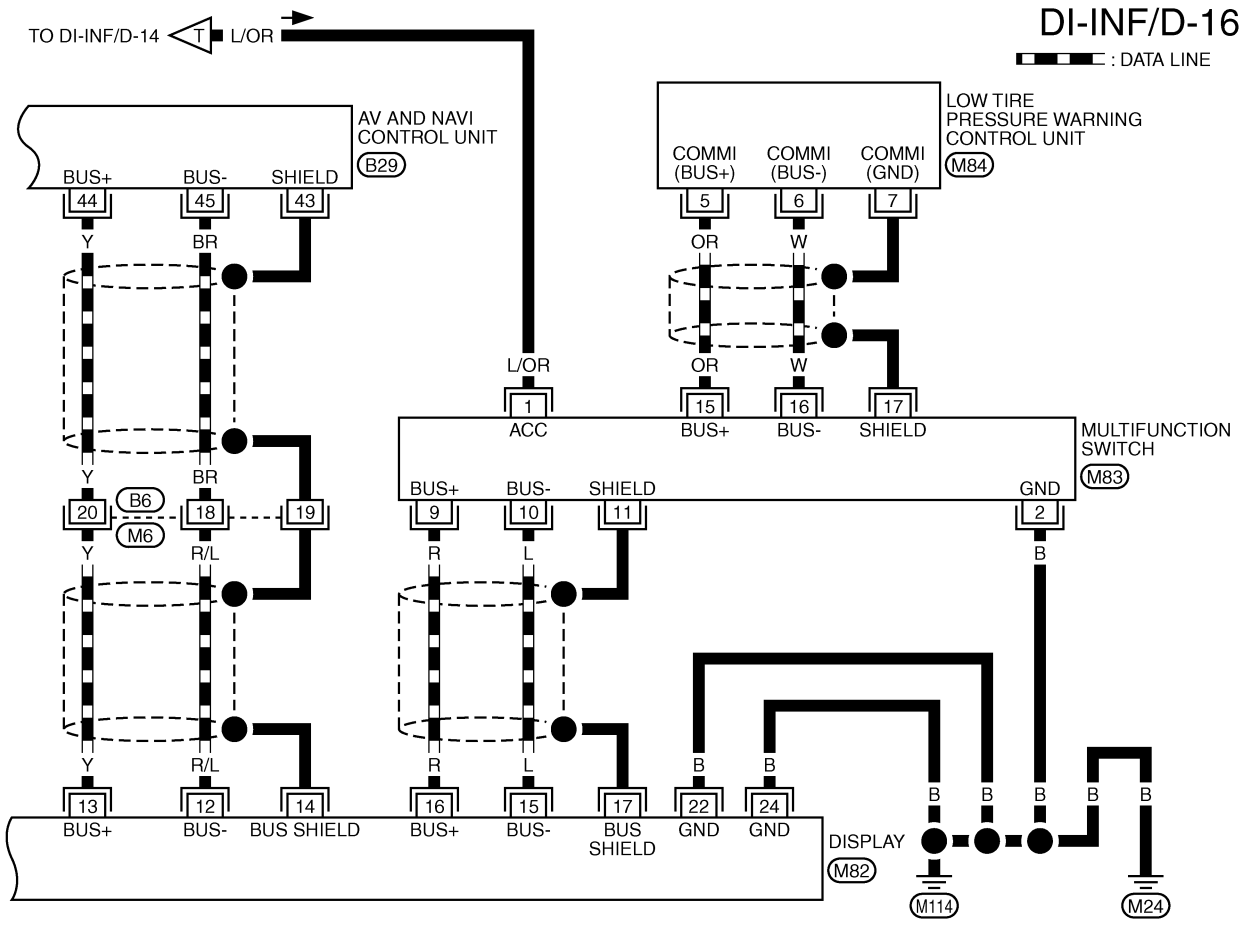 DI-INF/D-16
TO DI-INF/D-14 T L/OR
: DATA LINE
AV AND NAVI
CONTROL UNIT
B29
BUS+ BUS- SHIELD
44 45 43
Y BR
LOW TIRE
PRESSURE WARNING
CONTROL UNIT
M84
COMMI COMMI COMMI
(BUS+) (BUS-) (GND)
5 6 7
OR W
L/OR OR W
1 15 16 17
ACC BUS+ BUS- SHIELD
MULTIFUNCTION
SWITCH
M83
Y BR
B6
20 18 19
M6
Y R/L
BUS+ BUS- SHIELD GND
9 10 11 2
R L B
Y R/L R L B B
B B B B B
13 12 14 16 15 17 22 24
BUS+ BUS- BUS SHIELD BUS+ BUS- BUS GND GND
SHIELD
DISPLAY
M82
M114 M24